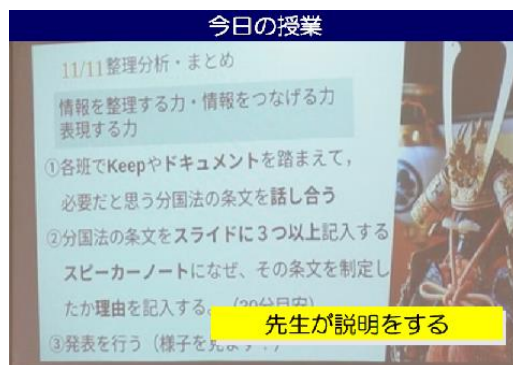 今日の授業
11/11整理分析・まとめ
情報を整理する力・情報をつなげる力
表現する力
①各班でKeepやドキュメントを踏まえて，
必要だと思う分国法の条文を話し合う
②分国法の条文をスライドに３つ以上記入する
スピーカーノートになぜ、その条文を制定し
たか理由を記入する。
先生が説明をする
③発表を行う（様子を見